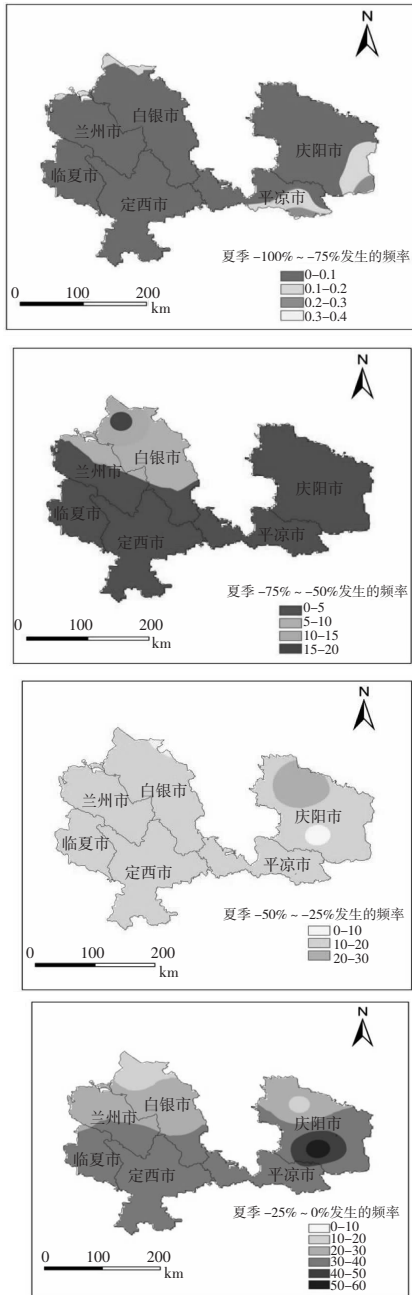 N
白银市
兰州市
庆阳市
临夏市
定西市
平凉市
夏季 -100% ~ -75% 发生的频率
0-0.1
0.1-0.2
0.2-0.3
0.3-0.4
0 100 200
km
N
白银市
兰州市
庆阳市
临夏市
定西市
平凉市
夏季 -75% ~ -50%发生的频率
0-5
5-10
10-15
15-20
0 100 200
km
N
白银市
兰州市
庆阳市
临夏市
定西市
平凉市
夏季 -50% ~ -25%发生的频率
0-10
10-20
20-30
0 100 200
km
N
白银市
兰州市
庆阳市
临夏市
定西市
平凉市
夏季 -25% ~ 0%发生的频率
0-10
10-20
20-30
30-40
40-50
50-60
0 100 200
km